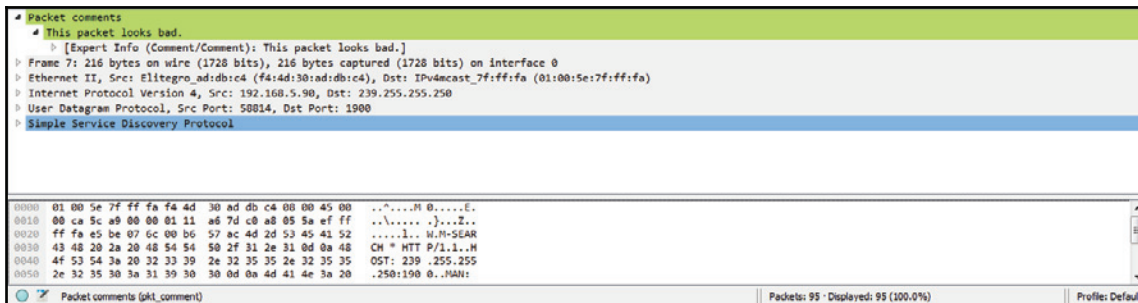 Packet comments
This packet looks bad.
[Expert Info (Comment/Comment): This packet looks bad.]
Frame 7: 216 bytes on wire (1728 bits), 216 bytes captured (1728 bits) on interface 0
Ethernet II, Src: Elitegro_ad:db:c4 (f4:4d:30:ad:db:c4), Dst: IPv4mcast_7f:ff:fa (01:00:5e:7f:ff:fa)
Internet Protocol Version 4, Src: 192.168.5.90, Dst: 239.255.255.250
User Datagram Protocol, Src Port: 58814, Dst Port: 1900
Simple Service Discovery Protocol
0000 01 00 5e 7f ff fa f4 4d 30 ad db c4 08 00 45 00 ..^....M 0.....E.
0010 00 ca 5c a9 00 00 01 11 a6 7d c0 a8 05 5a ef ff ..\..... .}...Z..
0020 ff fa e5 be 07 6c 00 b6 57 ac 4d 2d 53 45 41 52 .....l.. W.M-SEAR
0030 43 48 20 2a 20 48 54 54 50 2f 31 2e 31 0d 0a 48 CH * HTT P/1.1..H
0040 4f 53 54 3a 20 32 33 39 2e 32 35 35 2e 32 35 35 OST: 239 .255.255
0050 2e 32 35 30 3a 31 39 30 30 0d 0a 4d 41 4e 3a 20 .250:190 0..MAN:
Packet comments (pkt_comment)
Packets: 95 · Displayed: 95 (100.0%)
Profile: Defaul